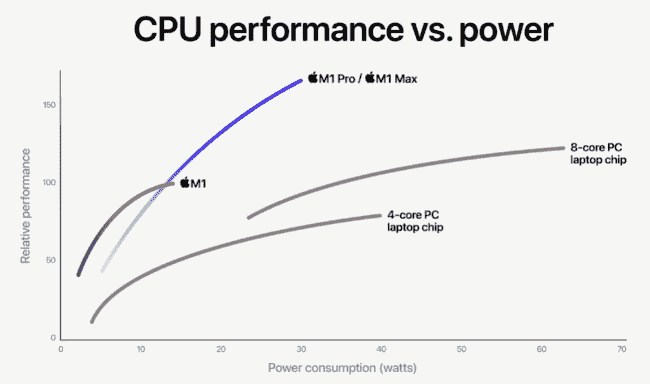 CPU performance vs. power
150
100
50
0
Relative performance
M1 Pro / M1 Max
M1
8-core PC
laptop chip
4-core PC
laptop chip
0 10 20 30 40 50 60 70
Power consumption (watts)